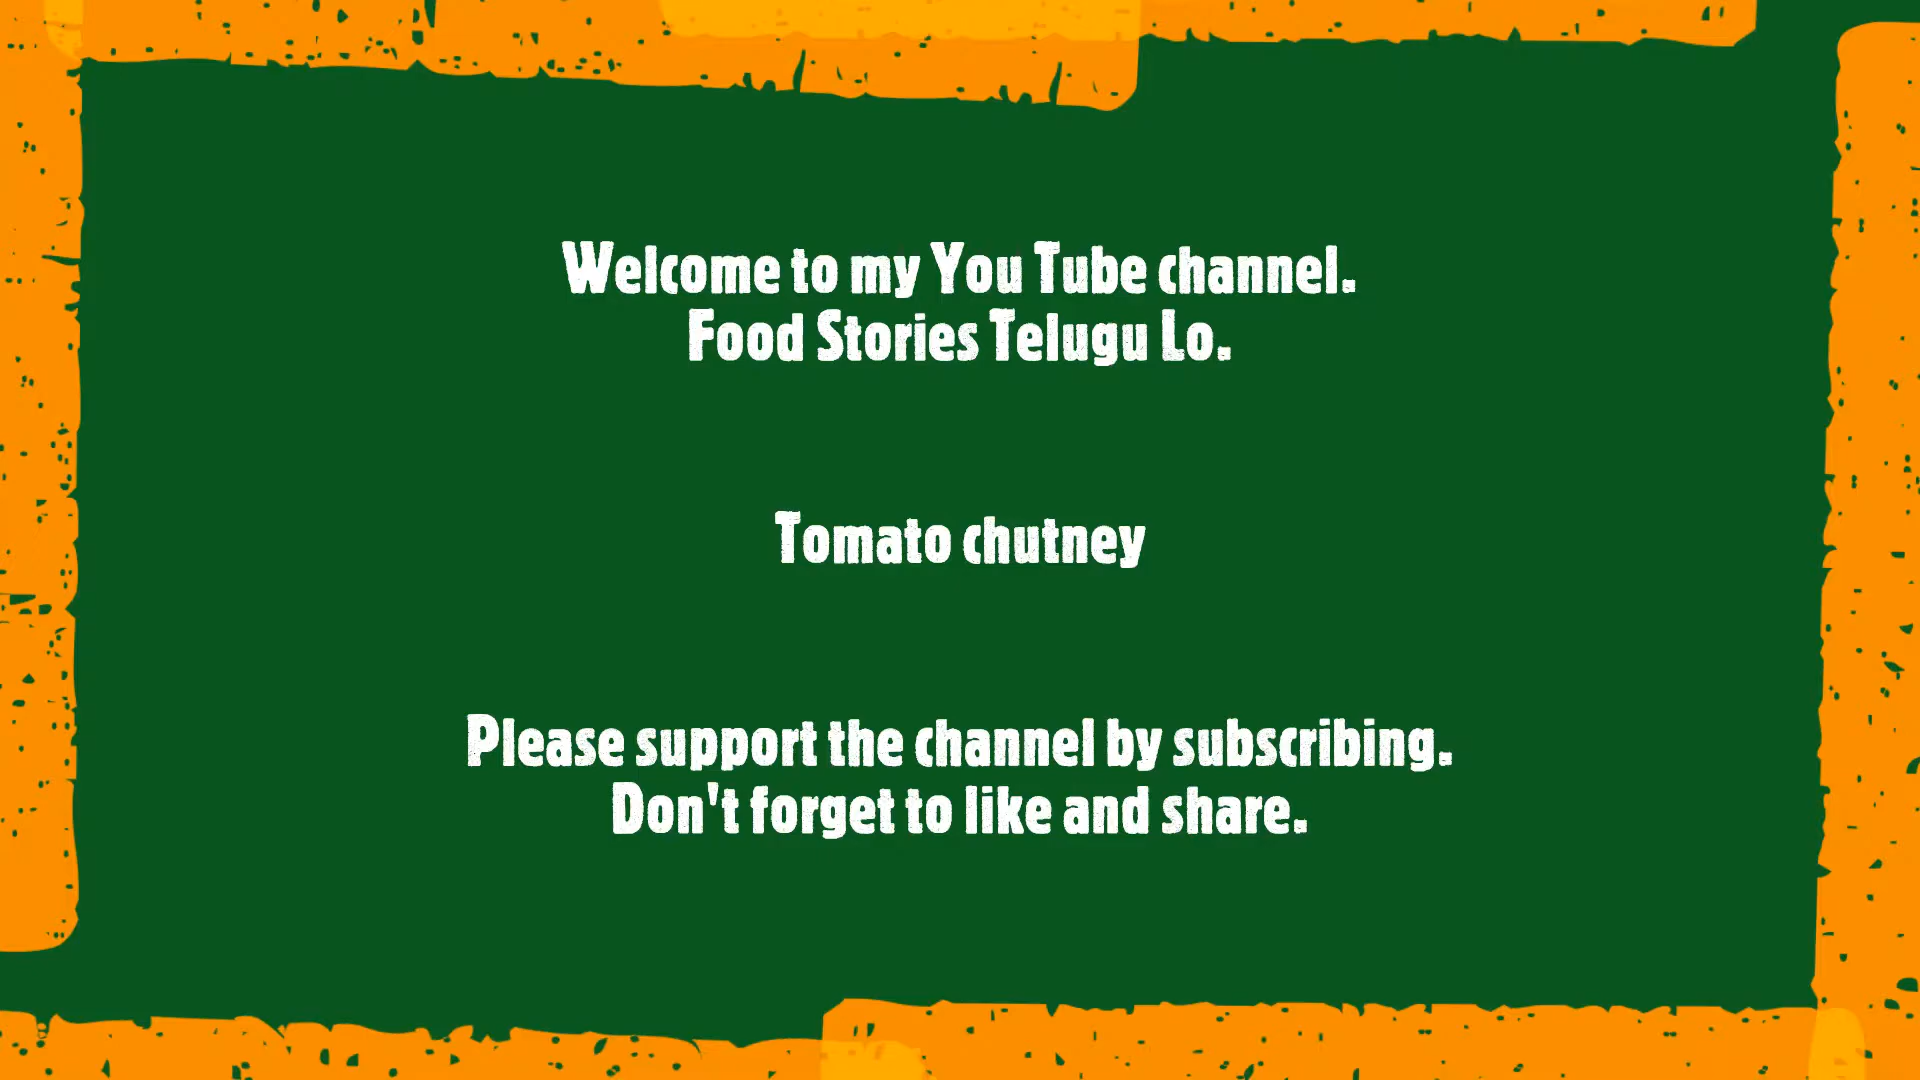 Welcome to my You Tube channel.
Food Stories Telugu Lo.
Tomato chutney
Please support the channel by subscribing.
Don't forget to like and share.